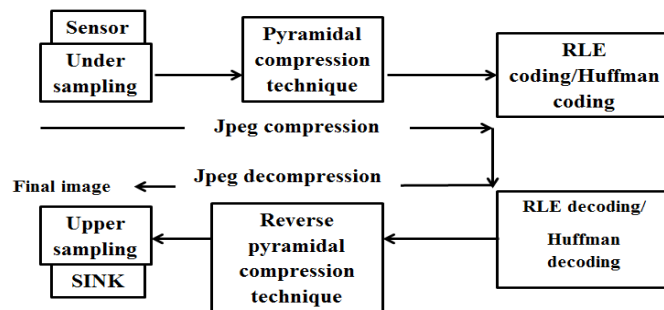 Sensor
Under
sampling
Pyramidal
compression
technique
RLE
coding/Huffman
coding
Jpeg compression
Jpeg decompression
Final image
Upper
sampling
SINK
Reverse
pyramidal
compression
technique
RLE decoding/
Huffman
decoding